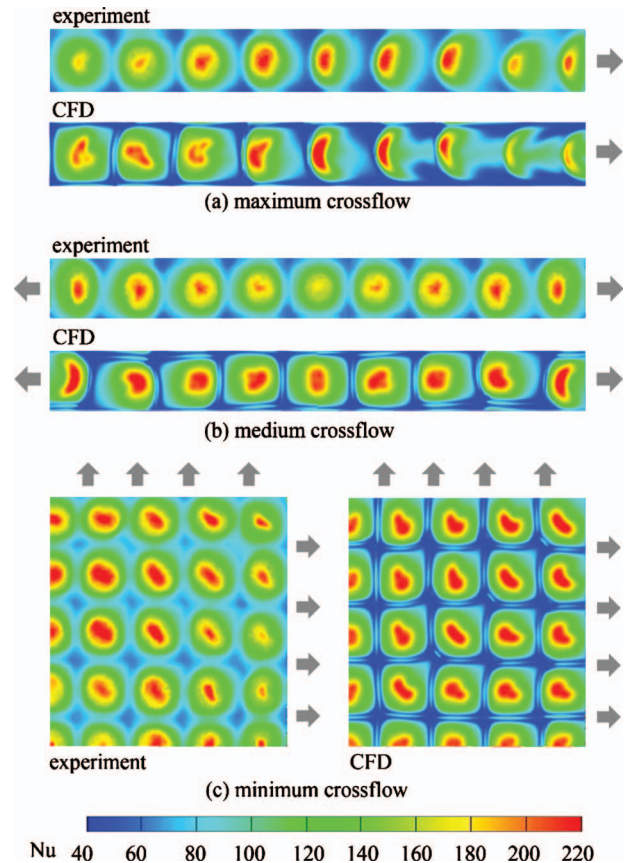 experiment
CFD
(a) maximum crossflow
experiment
CFD
(b) medium crossflow
experiment CFD
(c) minimum crossflow
Nu 40 60 80 100 120 140 160 180 200 220